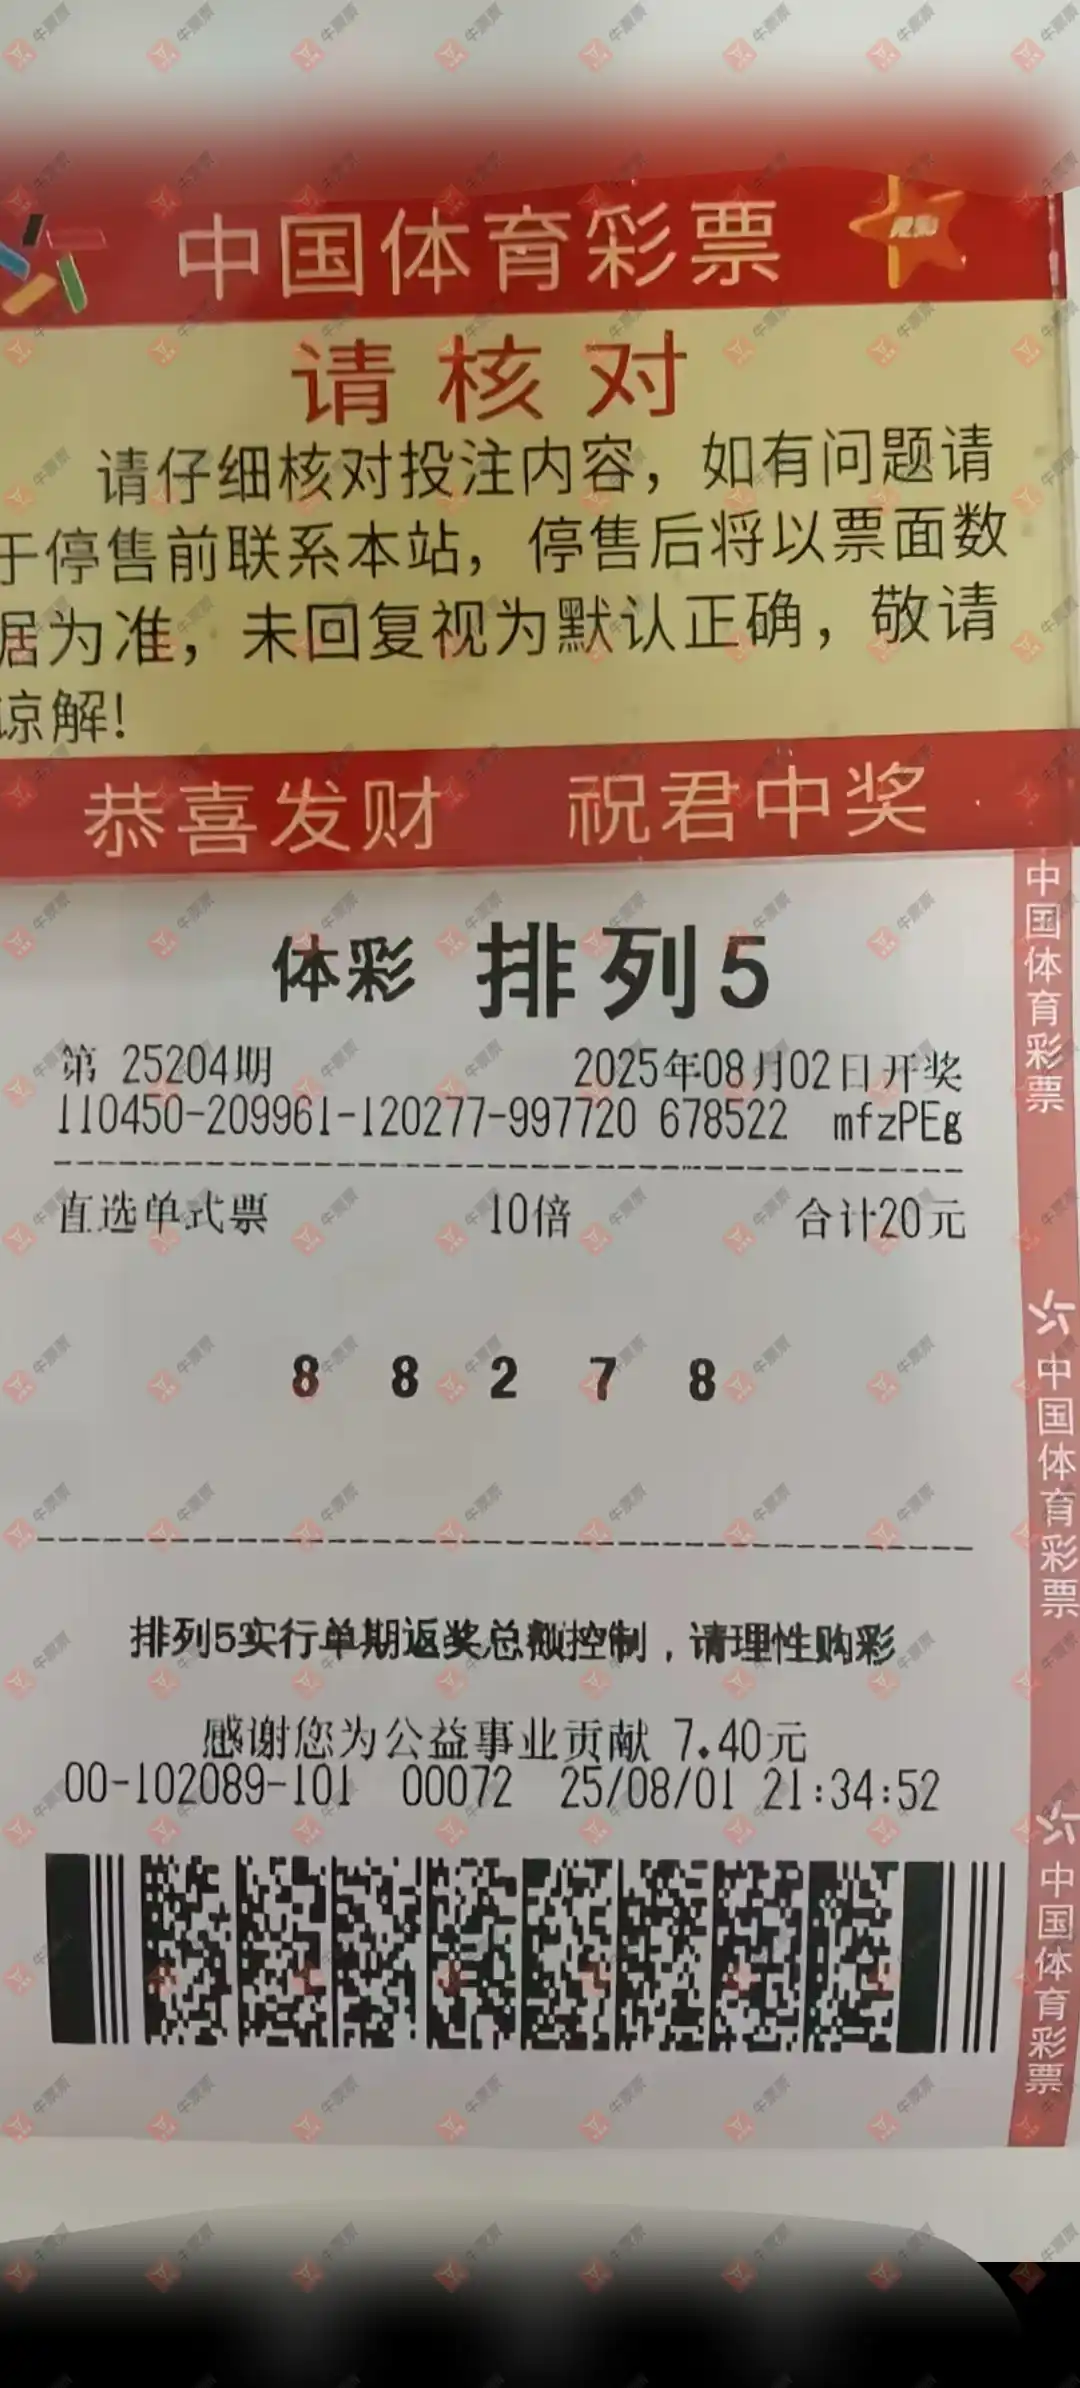 中国体育彩票
请核对
请仔细核对投注内容，如有问题请
于停售前联系本站，停售后将以票面数
据为准，未回复视为默认正确，敬请
谅解！
恭喜发财 祝君中奖
体彩 排列5
第 25204期 2025年08月02日开奖
110450-209961-120277-997720 678522 mfzPEg
直选单式票 10倍 合计20元
8 8 2 7 8
排列5实行单期返奖总额控制，请理性购彩
感谢您为公益事业贡献 7.40元
00-102089-101 00072 25/08/01 21:34:52
中国体育彩票
中国体育彩票
中国体育彩票
牛票票